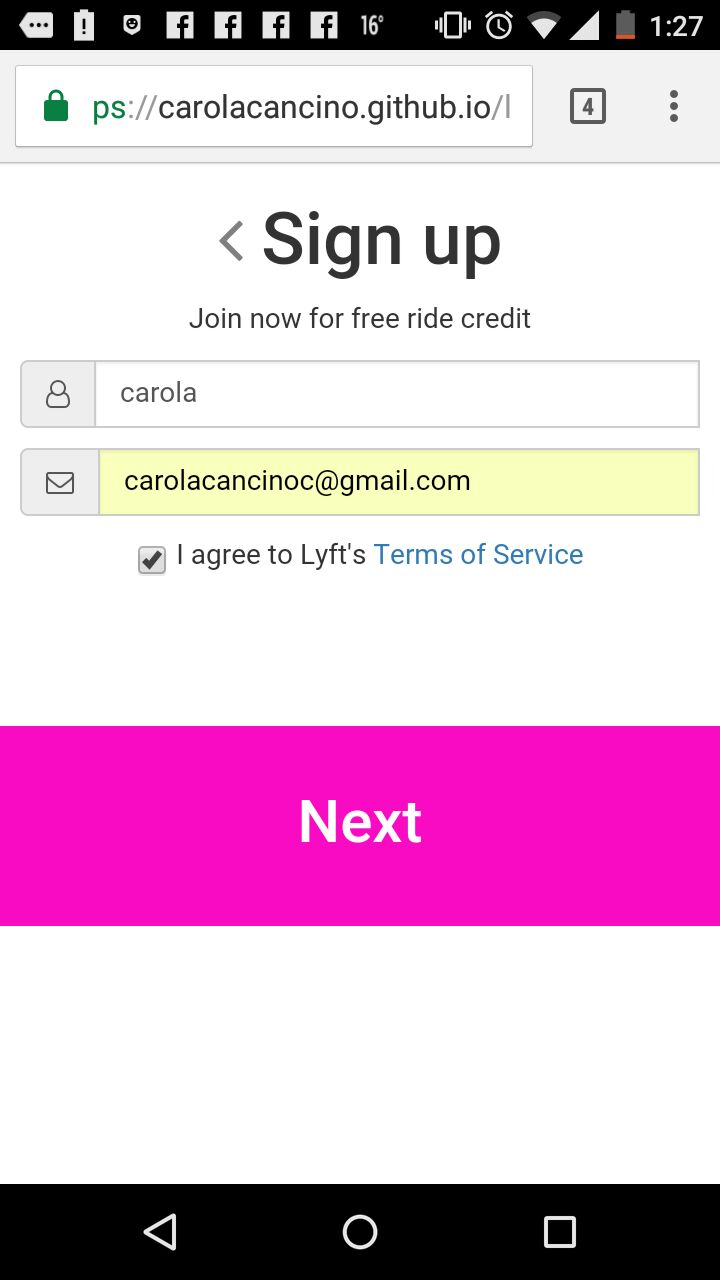 16° 1:27
ps://carolacancino.github.io/l 4
Sign up
Join now for free ride credit
carola
carolacancinoc@gmail.com
I agree to Lyft's Terms of Service
Next